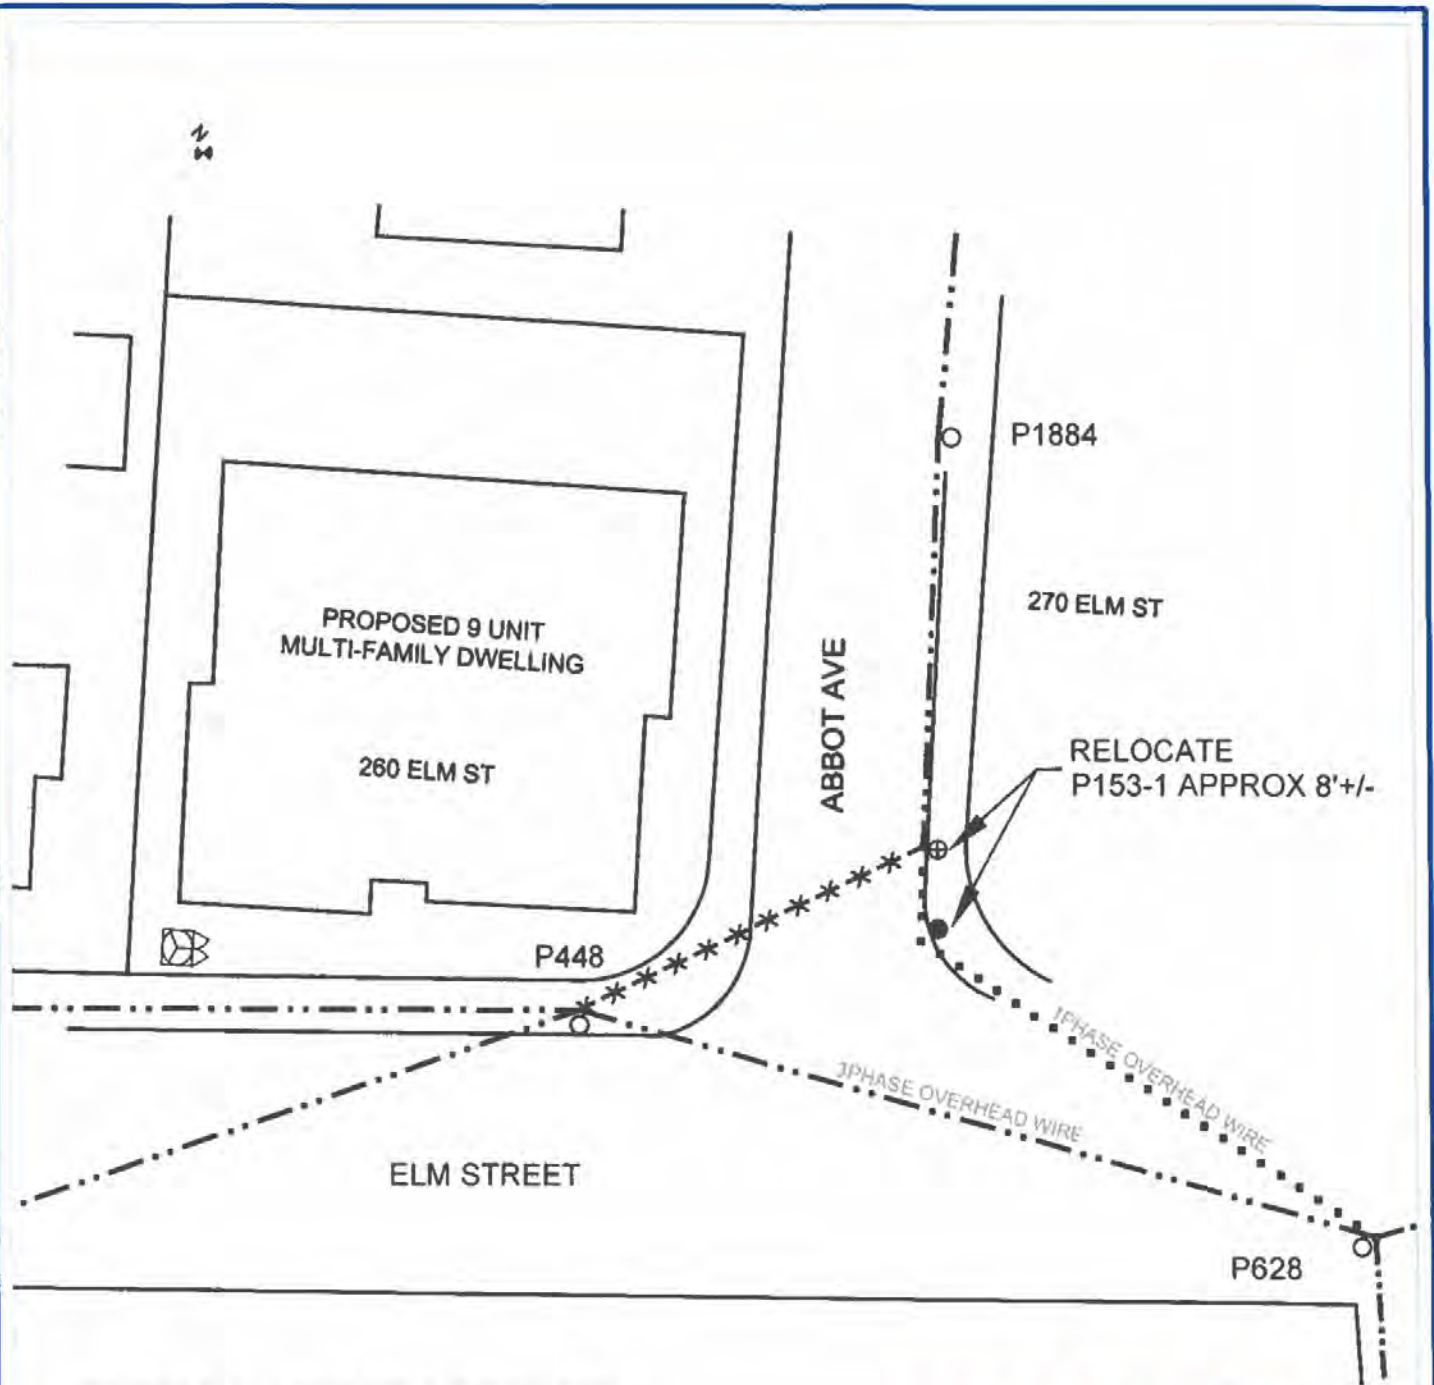 N
P1884
270 ELM ST
PROPOSED 9 UNIT
MULTI-FAMILY DWELLING
ABBOT AVE
RELOCATE
P153-1 APPROX 8'+/-
260 ELM ST
P448
1PHASE OVERHEAD WIRE
3PHASE OVERHEAD WIRE
ELM STREET
P628